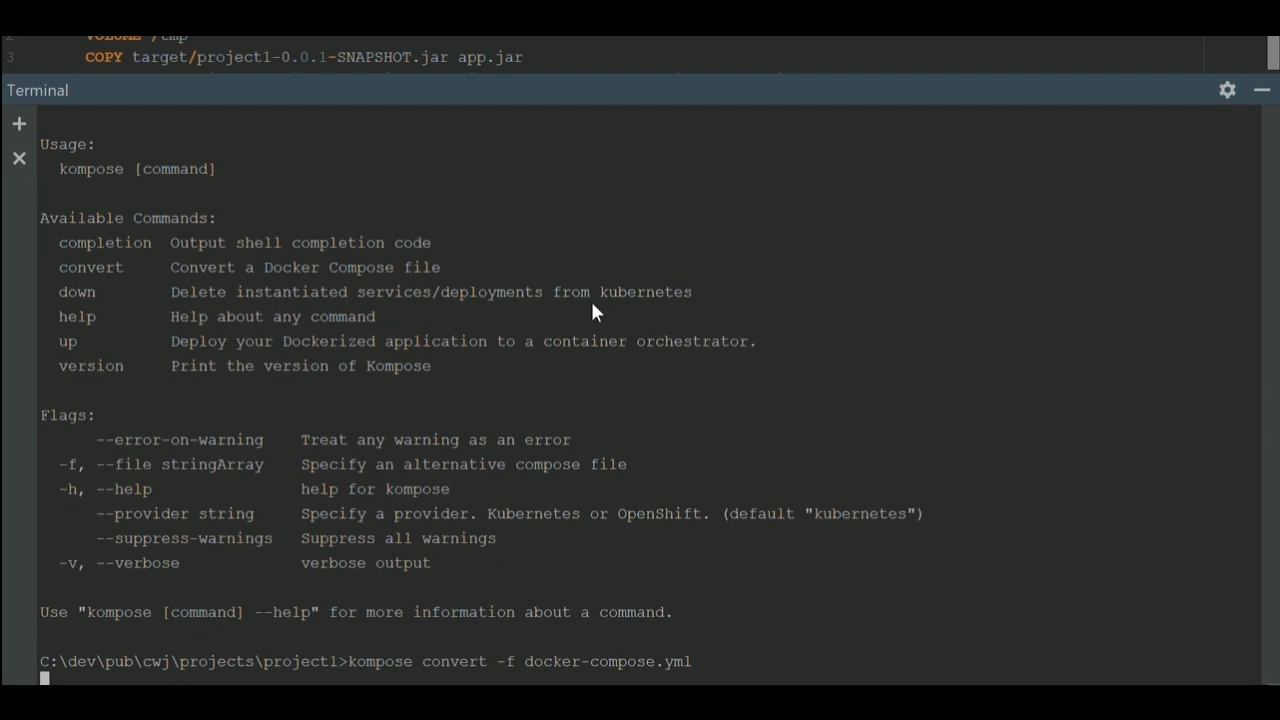 2 VOLUME /tmp
3 COPY target/project1-0.0.1-SNAPSHOT.jar app.jar
Terminal
Usage:
kompose [command]
Available Commands:
completion Output shell completion code
convert Convert a Docker Compose file
down Delete instantiated services/deployments from kubernetes
help Help about any command
up Deploy your Dockerized application to a container orchestrator.
version Print the version of Kompose
Flags:
--error-on-warning Treat any warning as an error
-f, --file stringArray Specify an alternative compose file
-h, --help help for kompose
--provider string Specify a provider. Kubernetes or OpenShift. (default "kubernetes")
--suppress-warnings Suppress all warnings
-v, --verbose verbose output
Use "kompose [command] --help" for more information about a command.
C:\dev\pub\cwj\projects\project1>kompose convert -f docker-compose.yml